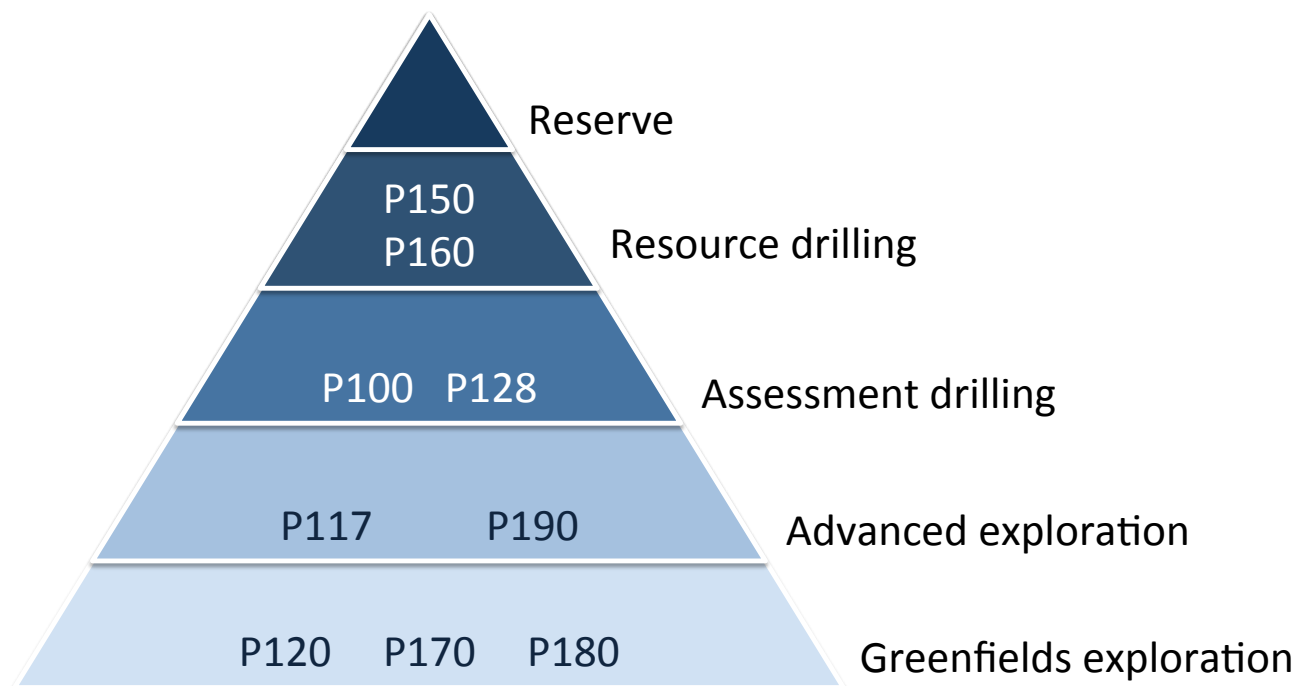 Reserve
P150
P160
Resource drilling
P100 P128
Assessment drilling
P117 P190
Advanced exploration
P120 P170 P180
Greenfields exploration